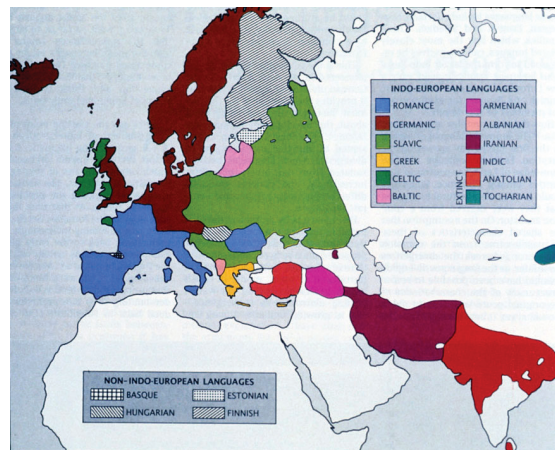 INDO-EUROPEAN LANGUAGES
ROMANCE
GERMANIC
SLAVIC
GREEK
CELTIC
BALTIC
ARMENIAN
ALBANIAN
IRANIAN
INDIC
EXTINCT
ANATOLIAN
TOCHARIAN
NON-INDO-EUROPEAN LANGUAGES
BASQUE
HUNGARIAN
ESTONIAN
FINNISH